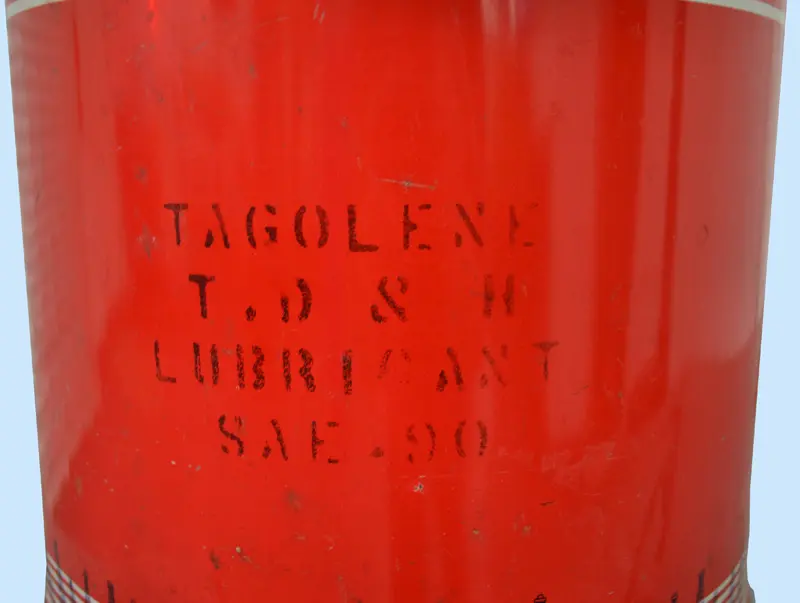 TAGOLENE
T.D & H
LUBRICANT
SAE-90